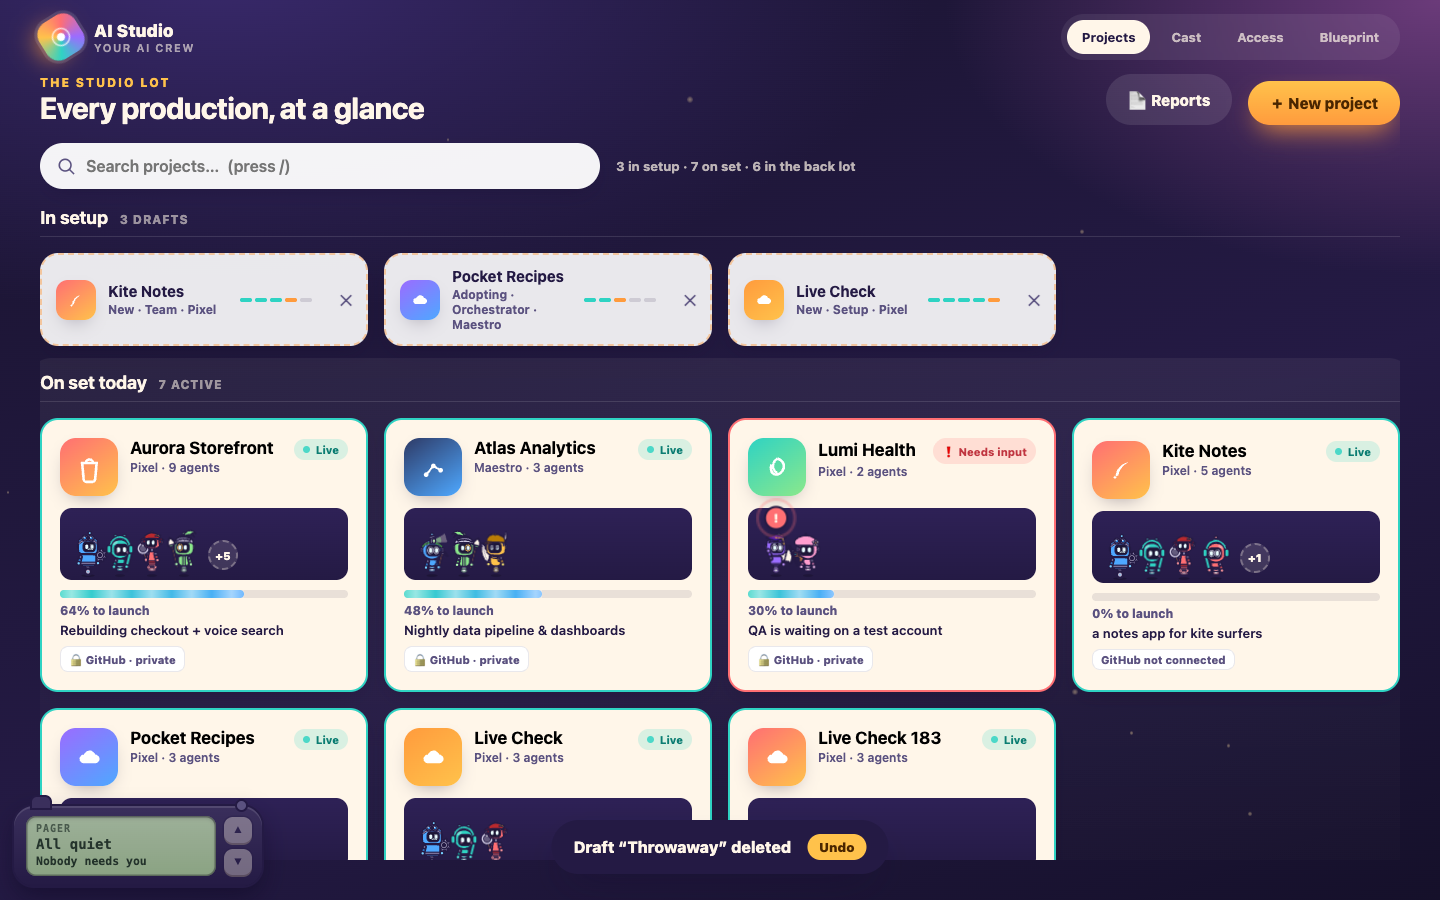 AI Studio
YOUR AI CREW
Projects
Cast
Access
Blueprint
THE STUDIO LOT
Every production, at a glance
Reports
+ New project
Search projects... (press /)
3 in setup · 7 on set · 6 in the back lot
In setup 3 DRAFTS
Kite Notes
New · Team · Pixel
Pocket Recipes
Adopting ·
Orchestrator ·
Maestro
Live Check
New · Setup · Pixel
On set today 7 ACTIVE
Aurora Storefront
Pixel · 9 agents
Live
+5
64% to launch
Rebuilding checkout + voice search
GitHub · private
Atlas Analytics
Maestro · 3 agents
Live
48% to launch
Nightly data pipeline & dashboards
GitHub · private
Lumi Health
Pixel · 2 agents
! Needs input
!
30% to launch
QA is waiting on a test account
GitHub · private
Kite Notes
Pixel · 5 agents
Live
+1
0% to launch
a notes app for kite surfers
GitHub not connected
Pocket Recipes
Pixel · 3 agents
Live
Live Check
Pixel · 3 agents
Live
Live Check 183
Pixel · 3 agents
Live
PAGER
All quiet
Nobody needs you
Draft “Throwaway” deleted
Undo